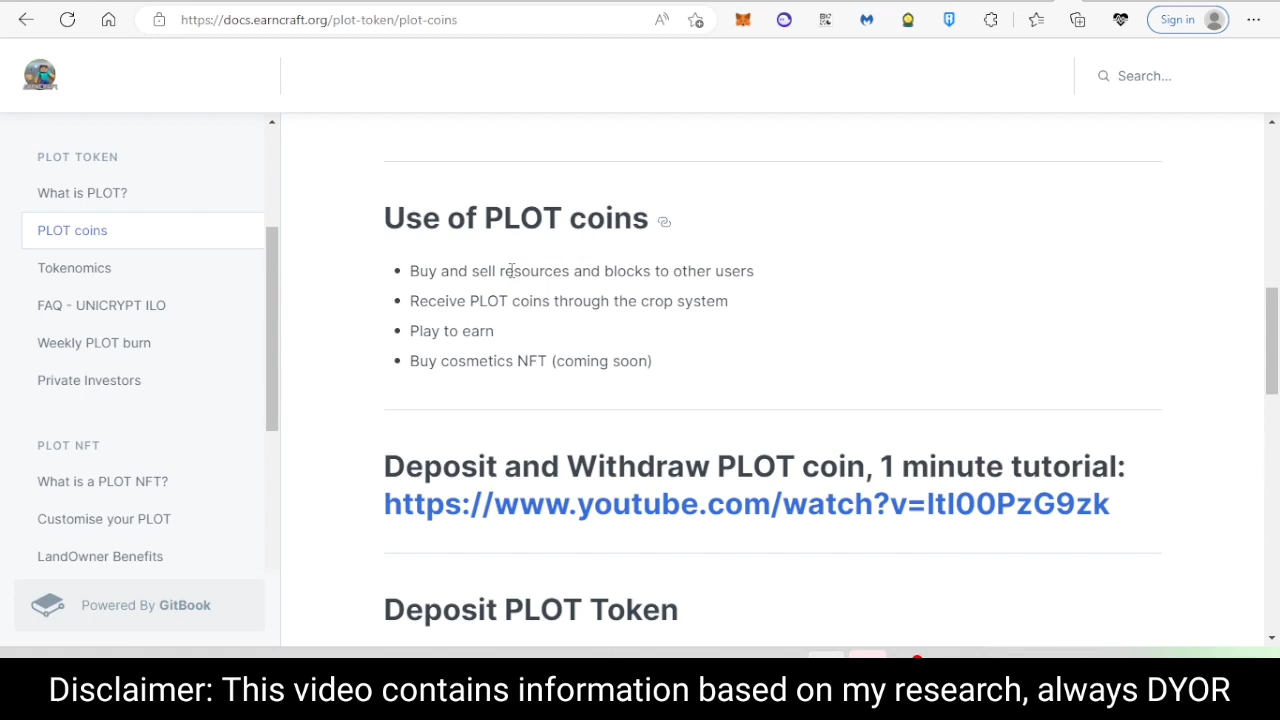 https://docs.earncraft.org/plot-token/plot-coins
Sign in
Search...
PLOT TOKEN
What is PLOT?
PLOT coins
Tokenomics
FAQ - UNICRYPT ILO
Weekly PLOT burn
Private Investors
PLOT NFT
What is a PLOT NFT?
Customise your PLOT
LandOwner Benefits
Powered By GitBook
Use of PLOT coins
Buy and sell resources and blocks to other users
Receive PLOT coins through the crop system
Play to earn
Buy cosmetics NFT (coming soon)
Deposit and Withdraw PLOT coin, 1 minute tutorial:
https://www.youtube.com/watch?v=ltI00PzG9zk
Deposit PLOT Token
Disclaimer: This video contains information based on my research, always DYOR